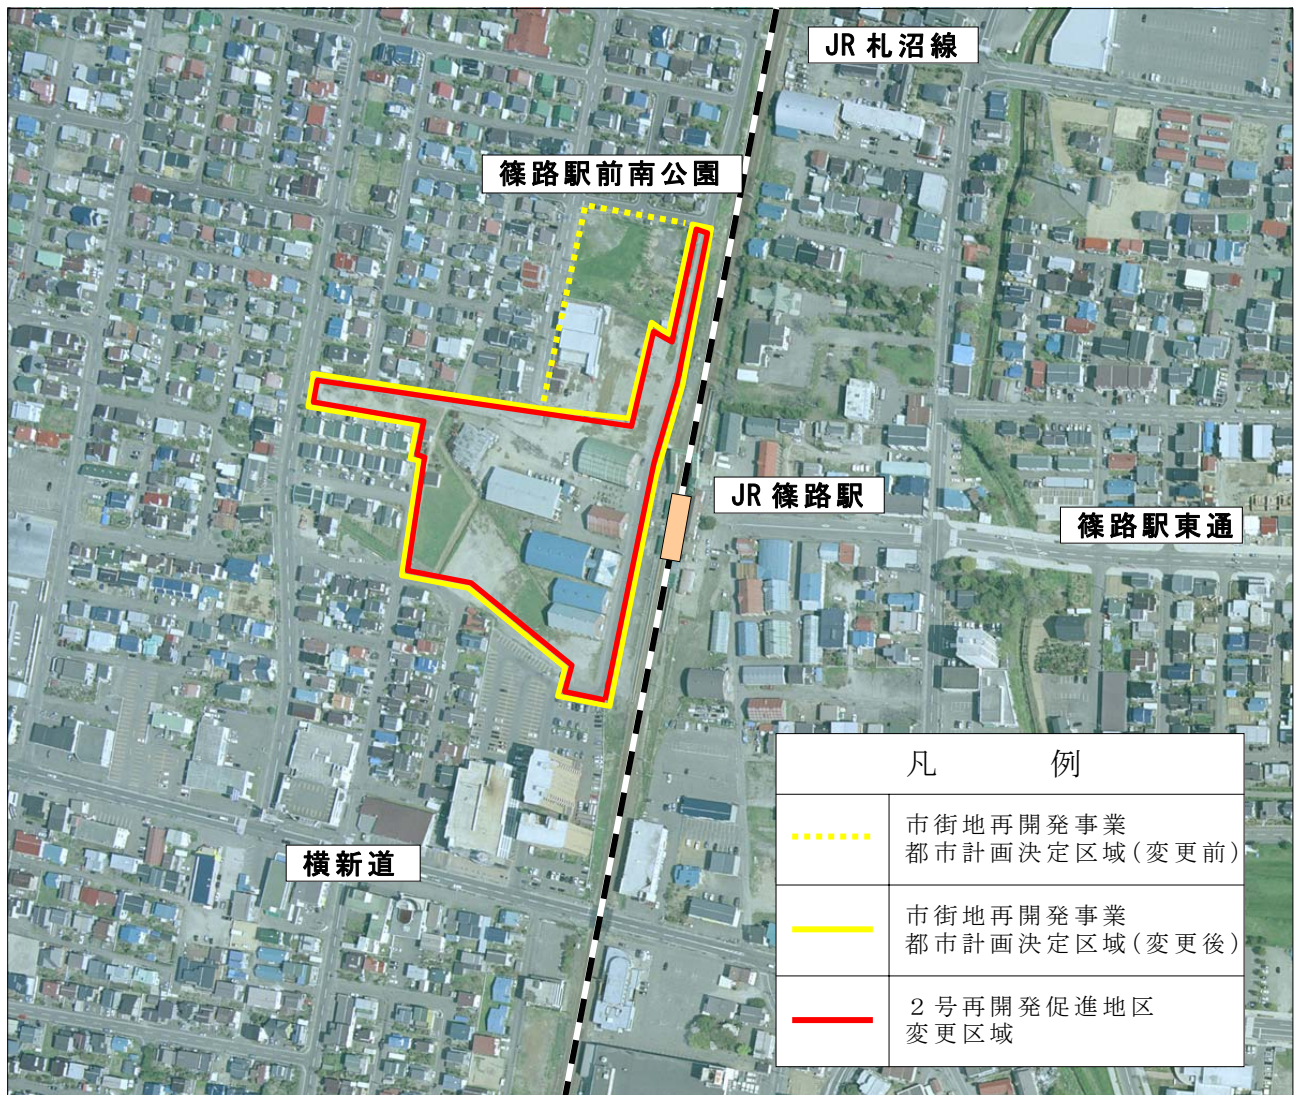 JR 札沼線
篠路駅前南公園
JR 篠路駅
篠路駅東通
横新道
凡 例
市街地再開発事業
都市計画決定区域(変更前)
市街地再開発事業
都市計画決定区域(変更後)
２号再開発促進地区
変更区域